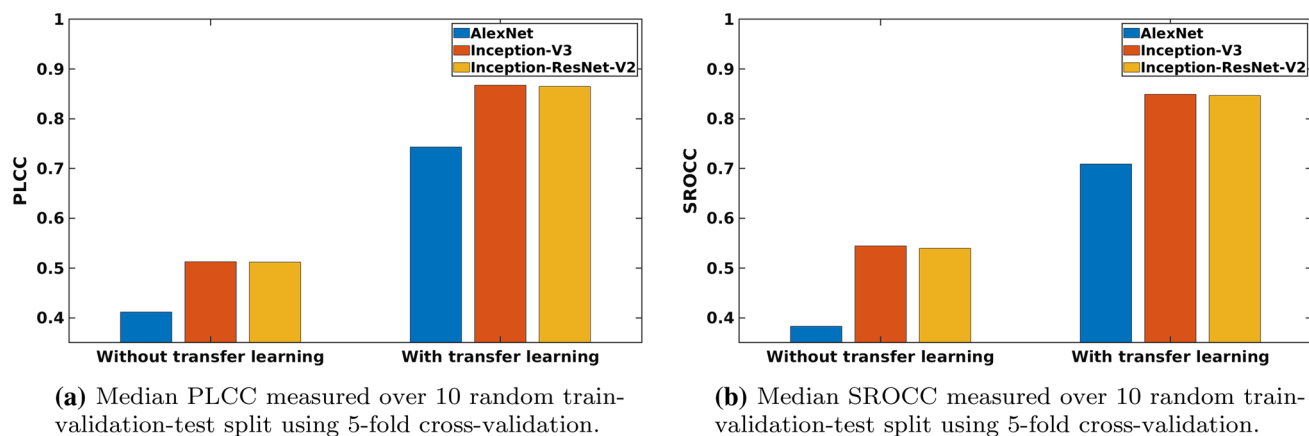 1
0.9
0.8
0.7
0.6
0.5
0.4
PLCC
AlexNet
Inception-V3
Inception-ResNet-V2
Without transfer learning
With transfer learning
(a) Median PLCC measured over 10 random train-
validation-test split using 5-fold cross-validation.
1
0.9
0.8
0.7
0.6
0.5
0.4
SROCC
AlexNet
Inception-V3
Inception-ResNet-V2
Without transfer learning
With transfer learning
(b) Median SROCC measured over 10 random train-
validation-test split using 5-fold cross-validation.